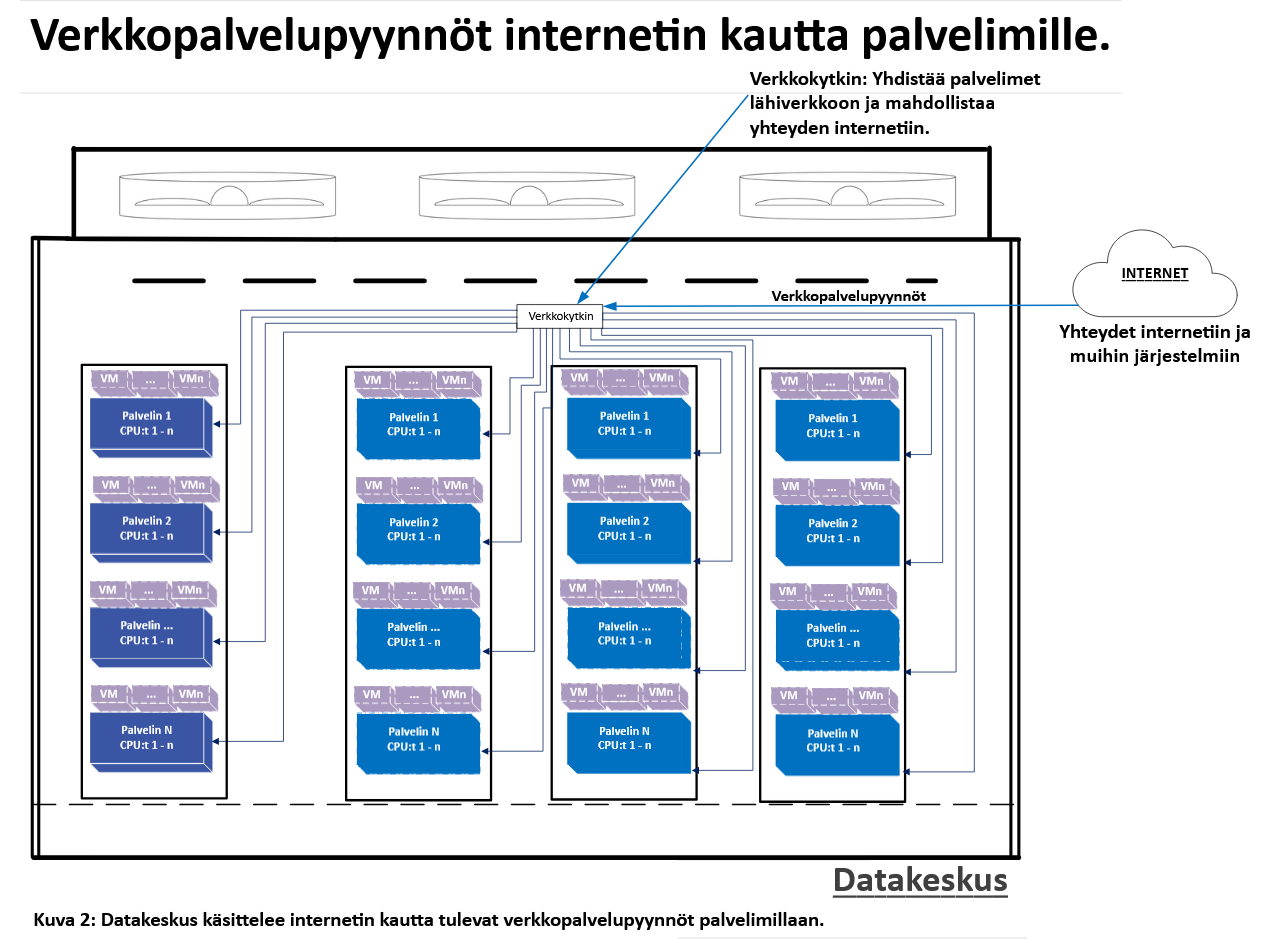 Verkkopalvelupyynnöt internetin kautta palvelimille.
Verkkokytkin: Yhdistää palvelimet
lähiverkkoon ja mahdollistaa
yhteyden internetiin.
INTERNET
Verkkopalvelupyynnöt
Verkkokytkin
Yhteydet internetiin ja
muihin järjestelmiin
VM ... VMn
Palvelin 1
CPU:t 1 - n
VM ... VMn
Palvelin 2
CPU:t 1 - n
VM ... VMn
Palvelin ...
CPU:t 1 - n
VM ... VMn
Palvelin N
CPU:t 1 - n
VM ... VMn
Palvelin 1
CPU:t 1 - n
VM ... VMn
Palvelin 2
CPU:t 1 - n
VM ... VMn
Palvelin ...
CPU:t 1 - n
VM ... VMn
Palvelin N
CPU:t 1 - n
VM ... VMn
Palvelin 1
CPU:t 1 - n
VM ... VMn
Palvelin 2
CPU:t 1 - n
VM ... VMn
Palvelin ...
CPU:t 1 - n
VM ... VMn
Palvelin N
CPU:t 1 - n
VM ... VMn
Palvelin 1
CPU:t 1 - n
VM ... VMn
Palvelin 2
CPU:t 1 - n
VM ... VMn
Palvelin ...
CPU:t 1 - n
VM ... VMn
Palvelin N
CPU:t 1 - n
Datakeskus
Kuva 2: Datakeskus käsittelee internetin kautta tulevat verkkopalvelupyynnöt palvelimillaan.